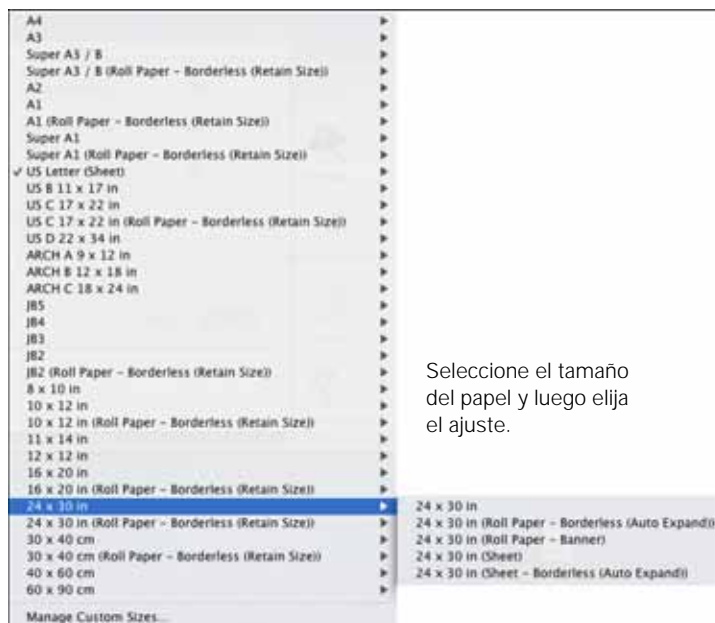 A4
A3
Super A3 / B
Super A3 / B (Roll Paper – Borderless (Retain Size))
A2
A1
A1 (Roll Paper – Borderless (Retain Size))
Super A1
Super A1 (Roll Paper – Borderless (Retain Size))
✓ US Letter (Sheet)
US B 11 x 17 in
US C 17 x 22 in
US C 17 x 22 in (Roll Paper – Borderless (Retain Size))
US D 22 x 34 in
ARCH A 9 x 12 in
ARCH B 12 x 18 in
ARCH C 18 x 24 in
JB5
JB4
JB3
JB2
JB2 (Roll Paper – Borderless (Retain Size))
8 x 10 in
10 x 12 in
10 x 12 in (Roll Paper – Borderless (Retain Size))
11 x 14 in
12 x 12 in
16 x 20 in
16 x 20 in (Roll Paper – Borderless (Retain Size))
24 x 30 in
24 x 30 in (Roll Paper – Borderless (Retain Size))
30 x 40 cm
30 x 40 cm (Roll Paper – Borderless (Retain Size))
40 x 60 cm
60 x 90 cm
Manage Custom Sizes...
Seleccione el tamaño
del papel y luego elija
el ajuste.
24 x 30 in
24 x 30 in (Roll Paper – Borderless (Auto Expand))
24 x 30 in (Roll Paper – Banner)
24 x 30 in (Sheet)
24 x 30 in (Sheet – Borderless (Auto Expand))